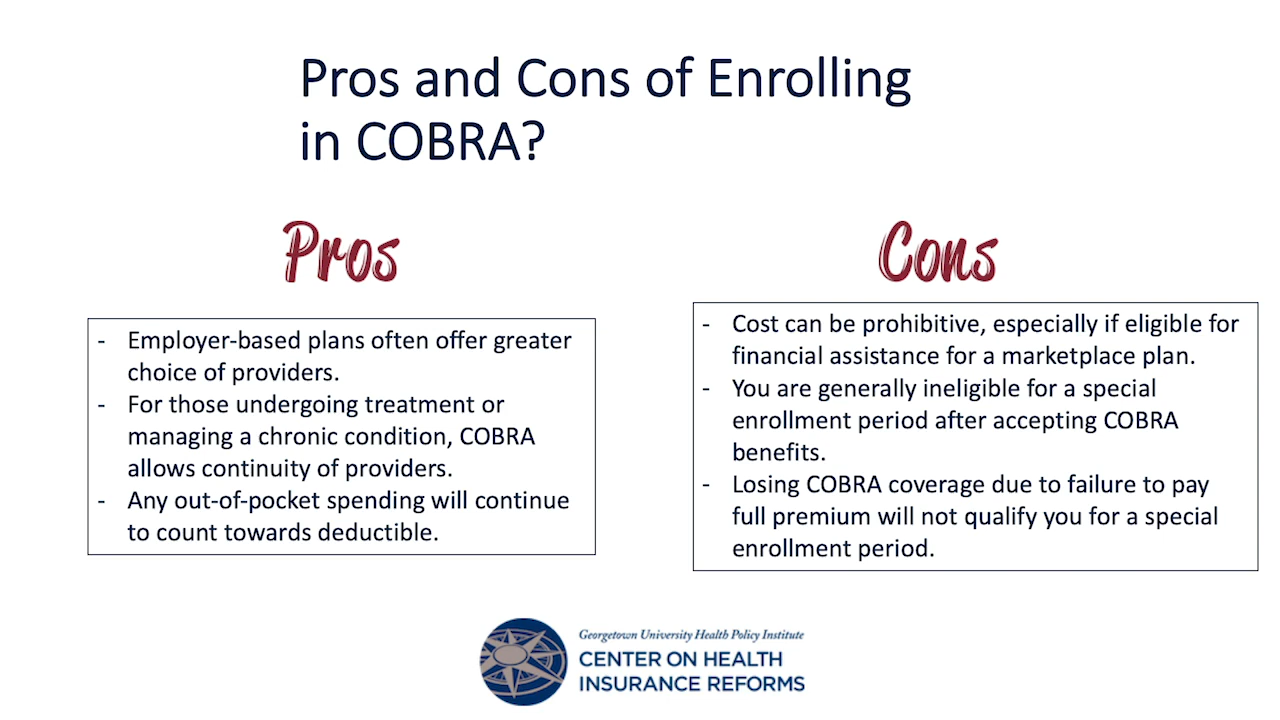 Pros and Cons of Enrolling
in COBRA?
Pros
- Employer-based plans often offer greater
choice of providers.
- For those undergoing treatment or
managing a chronic condition, COBRA
allows continuity of providers.
- Any out-of-pocket spending will continue
to count towards deductible.
Cons
- Cost can be prohibitive, especially if eligible for
financial assistance for a marketplace plan.
- You are generally ineligible for a special
enrollment period after accepting COBRA
benefits.
- Losing COBRA coverage due to failure to pay
full premium will not qualify you for a special
enrollment period.
Georgetown University Health Policy Institute
CENTER ON HEALTH
INSURANCE REFORMS